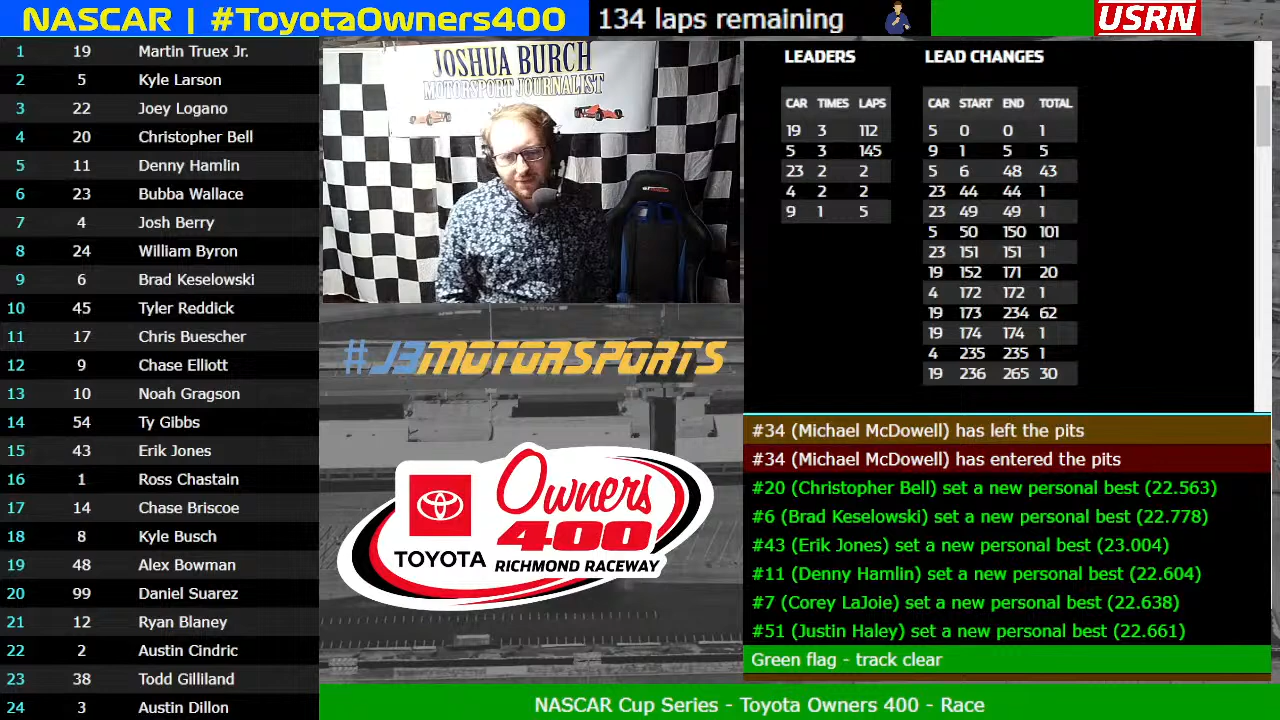 NASCAR | #ToyotaOwners400
134 laps remaining
USRN
1 19 Martin Truex Jr.
2 5 Kyle Larson
3 22 Joey Logano
4 20 Christopher Bell
5 11 Denny Hamlin
6 23 Bubba Wallace
7 4 Josh Berry
8 24 William Byron
9 6 Brad Keselowski
10 45 Tyler Reddick
11 17 Chris Buescher
12 9 Chase Elliott
13 10 Noah Gragson
14 54 Ty Gibbs
15 43 Erik Jones
16 1 Ross Chastain
17 14 Chase Briscoe
18 8 Kyle Busch
19 48 Alex Bowman
20 99 Daniel Suarez
21 12 Ryan Blaney
22 2 Austin Cindric
23 38 Todd Gilliland
24 3 Austin Dillon
JOSHUA BURCH
MOTORSPORT JOURNALIST
#J3MOTORSPORTS
Owners
400
TOYOTA
RICHMOND RACEWAY
LEADERS
CAR TIMES LAPS
19 3 112
5 3 145
23 2 2
4 2 2
9 1 5
LEAD CHANGES
CAR START END TOTAL
5 0 0 1
9 1 5 5
5 6 48 43
23 44 44 1
23 49 49 1
5 50 150 101
23 151 151 1
19 152 171 20
4 172 172 1
19 173 234 62
19 174 174 1
4 235 235 1
19 236 265 30
#34 (Michael McDowell) has left the pits
#34 (Michael McDowell) has entered the pits
#20 (Christopher Bell) set a new personal best (22.563)
#6 (Brad Keselowski) set a new personal best (22.778)
#43 (Erik Jones) set a new personal best (23.004)
#11 (Denny Hamlin) set a new personal best (22.604)
#7 (Corey LaJoie) set a new personal best (22.638)
#51 (Justin Haley) set a new personal best (22.661)
Green flag - track clear
NASCAR Cup Series - Toyota Owners 400 - Race